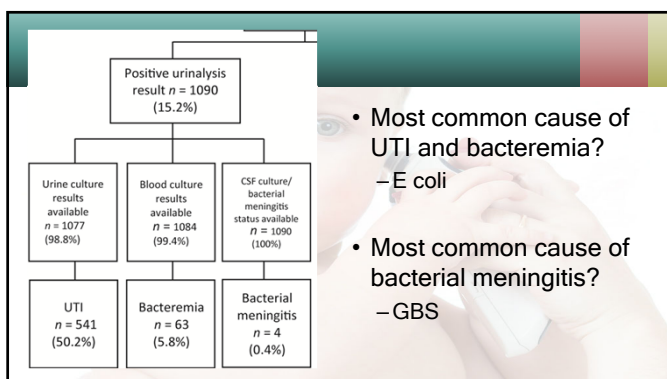 Positive urinalysis
result n = 1090
(15.2%)
Urine culture
results
available
n = 1077
(98.8%)
Blood culture
results
available
n = 1084
(99.4%)
CSF culture/
bacterial
meningitis
status available
n = 1090
(100%)
UTI
n = 541
(50.2%)
Bacteremia
n = 63
(5.8%)
Bacterial
meningitis
n = 4
(0.4%)
• Most common cause of
UTI and bacteremia?
–E coli
• Most common cause of
bacterial meningitis?
–GBS